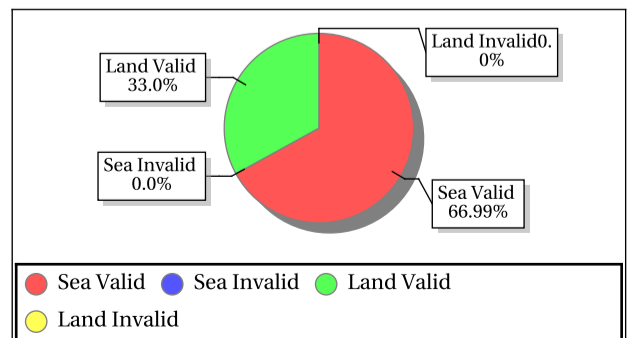 Land Invalid0.
0%
Land Valid
33.0%
Sea Invalid
0.0%
Sea Valid
66.99%
Sea Valid
Sea Invalid
Land Valid
Land Invalid